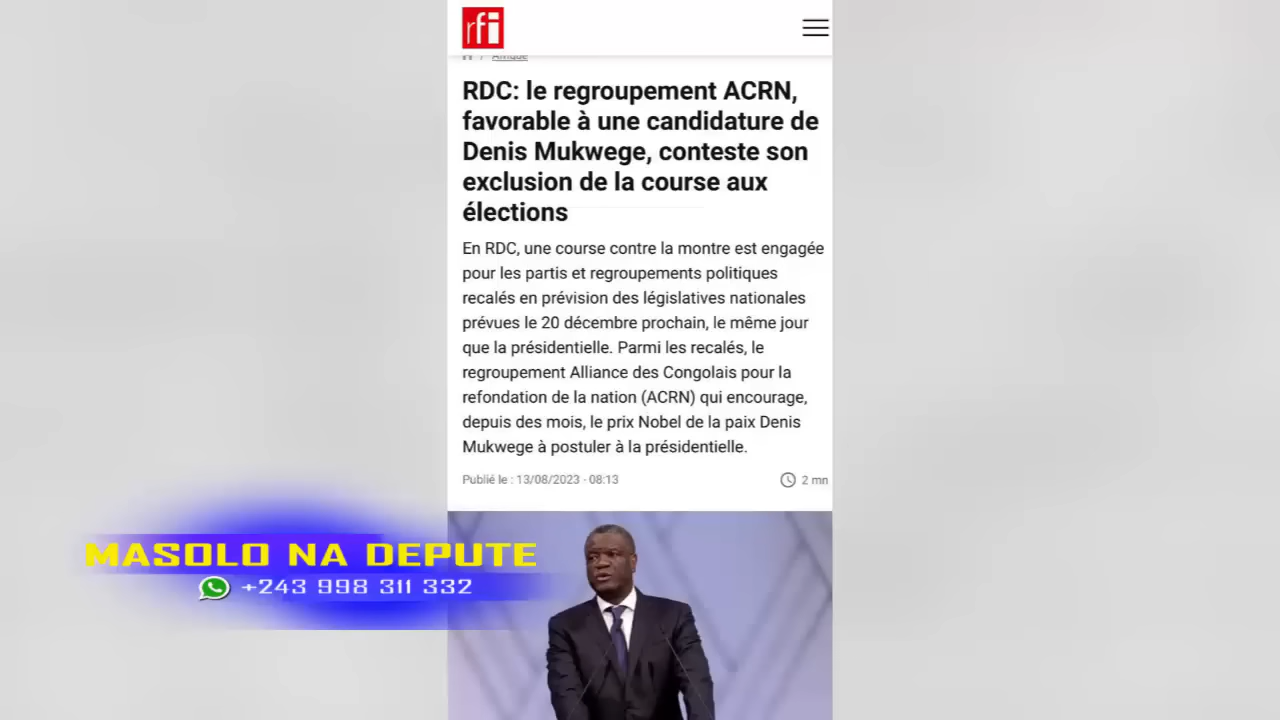 rfi
Afrique
RDC: le regroupement ACRN,
favorable à une candidature de
Denis Mukwege, conteste son
exclusion de la course aux
élections
En RDC, une course contre la montre est engagée
pour les partis et regroupements politiques
recalés en prévision des législatives nationales
prévues le 20 décembre prochain, le même jour
que la présidentielle. Parmi les recalés, le
regroupement Alliance des Congolais pour la
refondation de la nation (ACRN) qui encourage,
depuis des mois, le prix Nobel de la paix Denis
Mukwege à postuler à la présidentielle.
Publié le : 13/08/2023 - 08:13 2 mn
MASOLO NA DEPUTE
+243 998 311 332